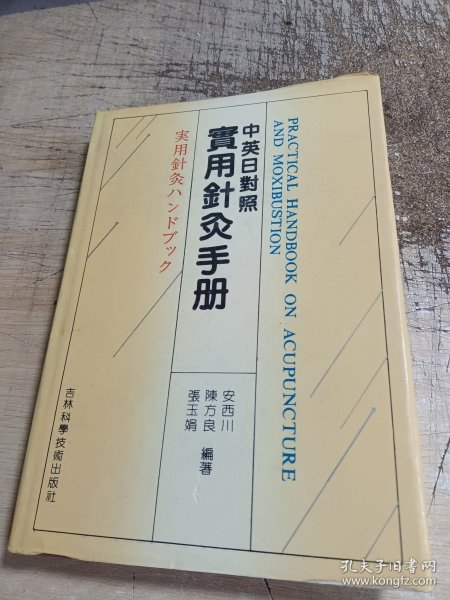 PRACTICAL HANDBOOK ON ACUPUNCTURE
AND MOXIBUSTION
中英日對照
實用針灸手册
実用針灸ハンドブック
安西川
陳方良 編著
張玉娟
吉林科學技術出版社
孔夫子旧书网
www.kongfz.com